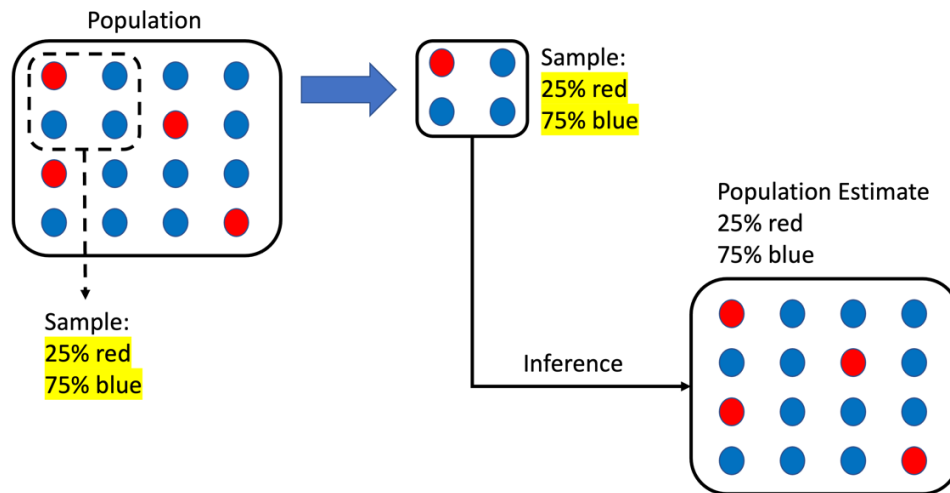 Population
Sample:
25% red
75% blue
Sample:
25% red
75% blue
Population Estimate
25% red
75% blue
Inference